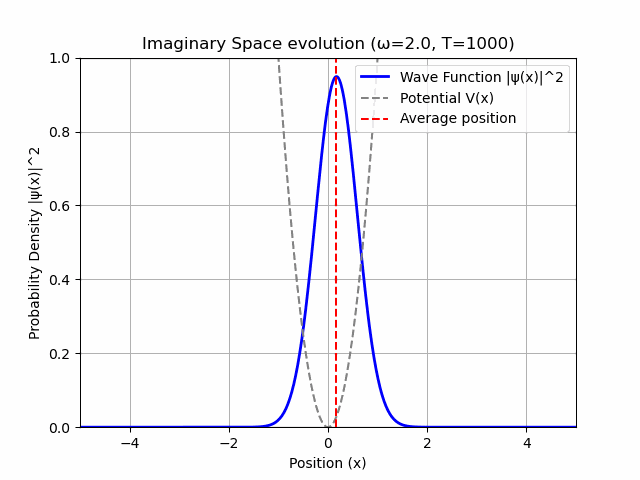 Imaginary Space evolution (ω=2.0, T=1000)
Wave Function |ψ(x)|^2
Potential V(x)
Average position
Probability Density |ψ(x)|^2
1.0
0.8
0.6
0.4
0.2
0.0
−4
−2
0
2
4
Position (x)